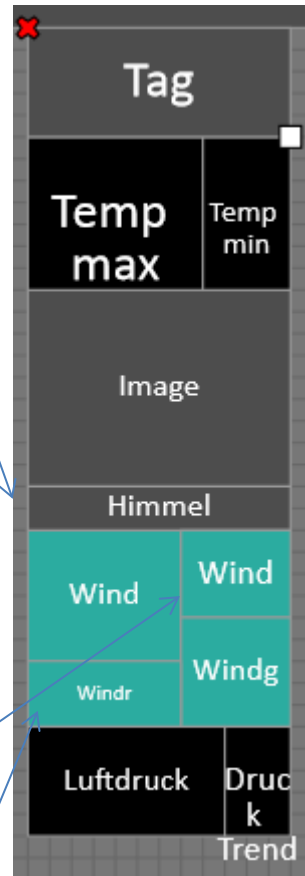 Tag
Temp
max
Temp
min
Image
Himmel
Wind
Wind
Windr
Windg
Luftdruck
Druc
k
Trend